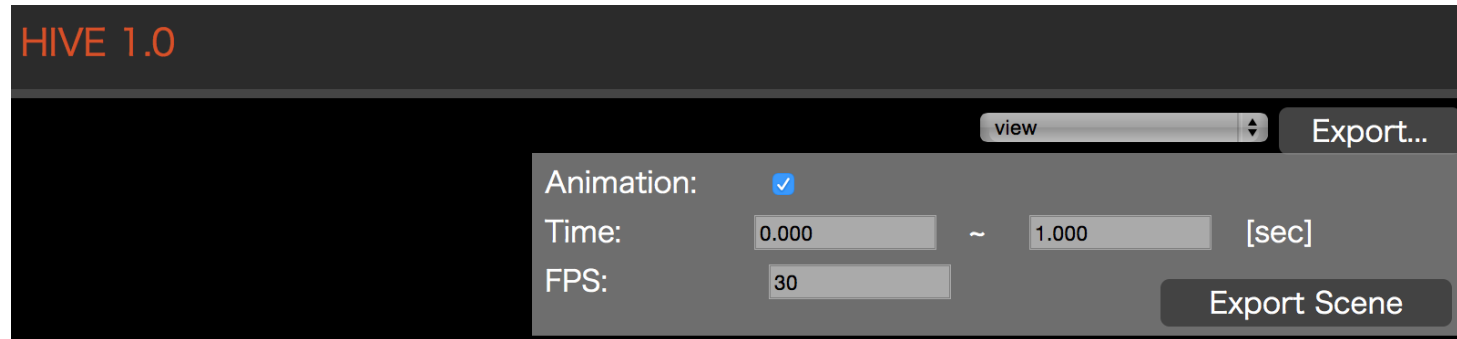 HIVE 1.0
view Export...
Animation:
Time: 0.000 ~ 1.000 [sec]
FPS: 30
Export Scene